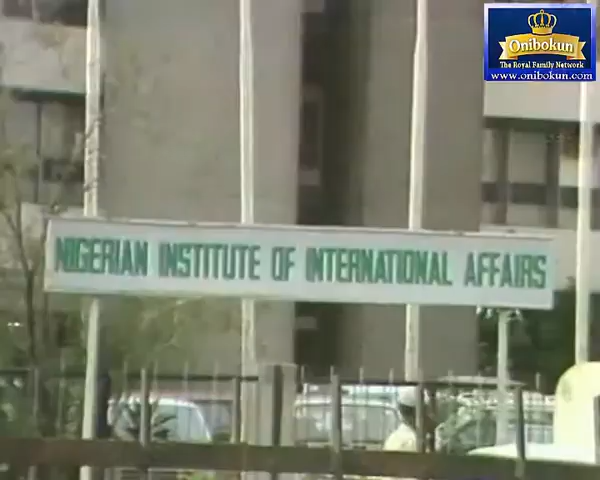 Onibokun
The Royal Family Network
www.onibokun.com
NIGERIAN INSTITUTE OF INTERNATIONAL AFFAIRS